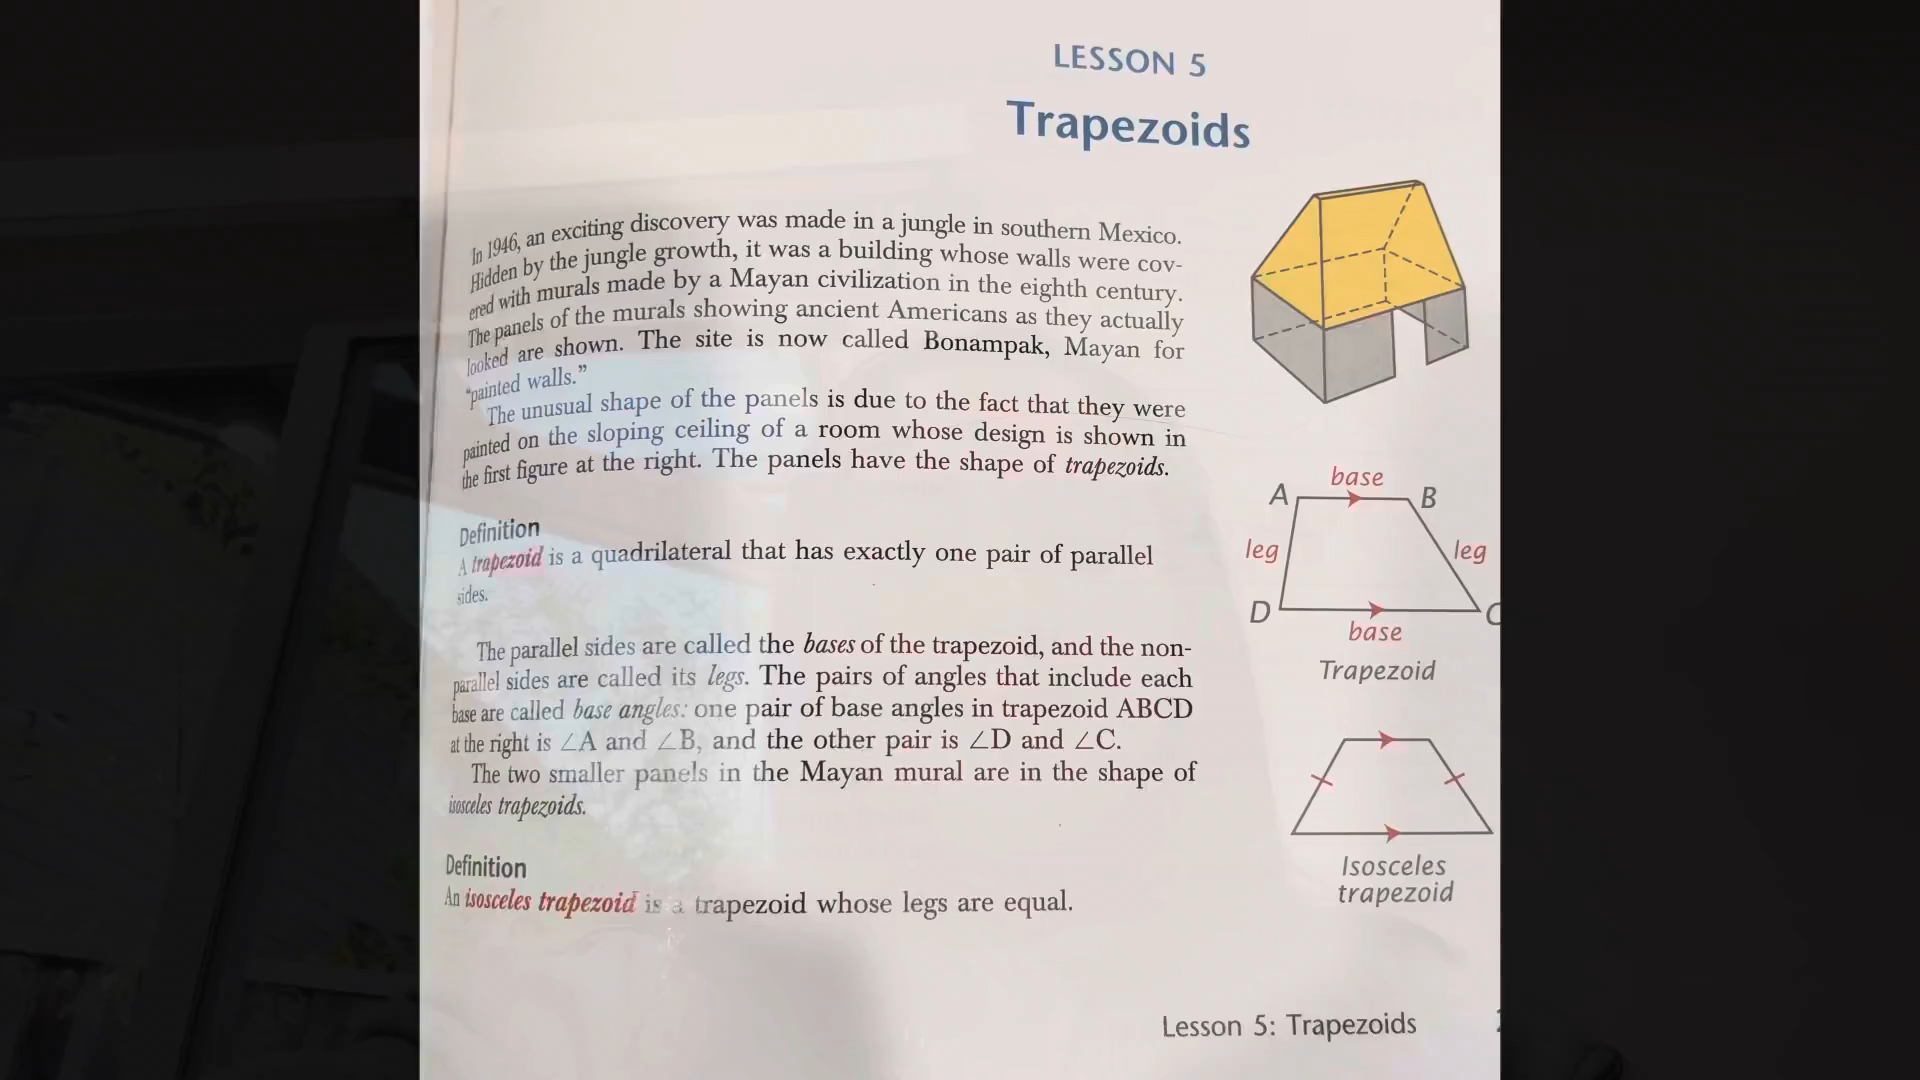 LESSON 5
Trapezoids
In 1946, an exciting discovery was made in a jungle in southern Mexico.
Hidden by the jungle growth, it was a building whose walls were cov-
ered with murals made by a Mayan civilization in the eighth century.
The panels of the murals showing ancient Americans as they actually
looked are shown. The site is now called Bonampak, Mayan for
“painted walls.”
The unusual shape of the panels is due to the fact that they were
painted on the sloping ceiling of a room whose design is shown in
the first figure at the right. The panels have the shape of trapezoids.
Definition
A trapezoid is a quadrilateral that has exactly one pair of parallel
sides.
The parallel sides are called the bases of the trapezoid, and the non-
parallel sides are called its legs. The pairs of angles that include each
base are called base angles: one pair of base angles in trapezoid ABCD
at the right is ∠A and ∠B, and the other pair is ∠D and ∠C.
The two smaller panels in the Mayan mural are in the shape of
isosceles trapezoids.
Definition
An isosceles trapezoid is a trapezoid whose legs are equal.
base
A B
leg leg
D C
base
Trapezoid
Isosceles
trapezoid
Lesson 5: Trapezoids